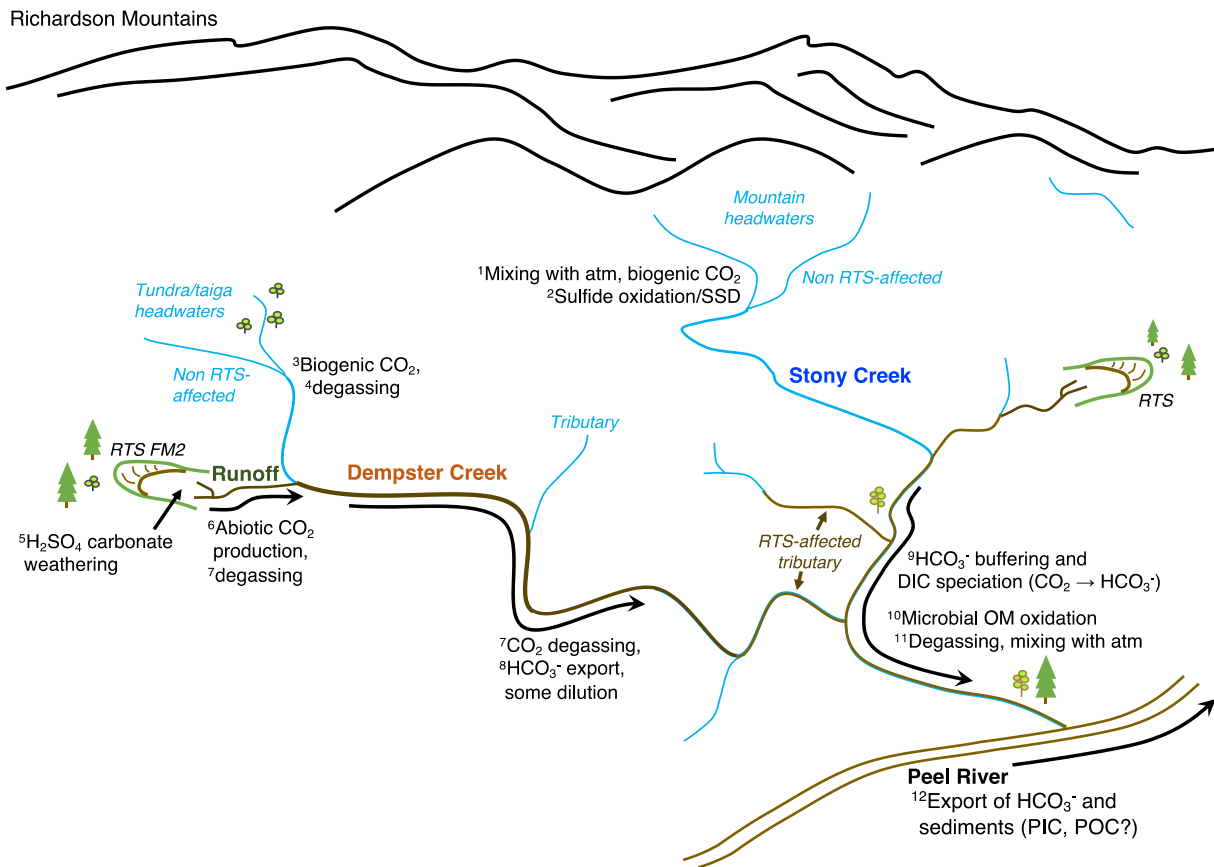 Richardson Mountains
Mountain
headwaters
¹Mixing with atm, biogenic CO₂
²Sulfide oxidation/SSD
Non RTS-affected
Tundra/taiga
headwaters
³Biogenic CO₂,
⁴degassing
Non RTS-
affected
Stony Creek
RTS
Tributary
RTS FM2
Runoff
Dempster Creek
⁵H₂SO₄ carbonate
weathering
⁶Abiotic CO₂
production,
⁷degassing
RTS-affected
tributary
⁹HCO₃⁻ buffering and
DIC speciation (CO₂ → HCO₃⁻)
¹⁰Microbial OM oxidation
¹¹Degassing, mixing with atm
⁷CO₂ degassing,
⁸HCO₃⁻ export,
some dilution
Peel River
¹²Export of HCO₃⁻ and
sediments (PIC, POC?)